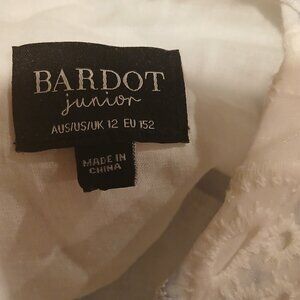 BARDOT
junior
AUS/US/UK 12 EU 152
MADE IN
CHINA